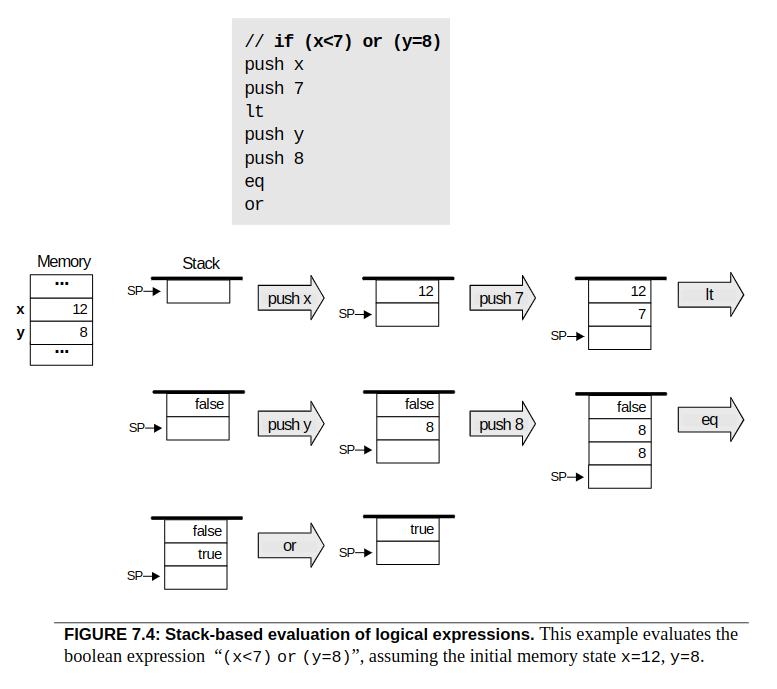 // if (x<7) or (y=8)
push x
push 7
lt
push y
push 8
eq
or
Memory
...
x 12
y 8
...
Stack
SP
push x
12
SP
push 7
12
7
SP
lt
false
SP
push y
false
8
SP
push 8
false
8
8
SP
eq
false
true
SP
or
true
SP
FIGURE 7.4: Stack-based evaluation of logical expressions. This example evaluates the
boolean expression “(x<7) or (y=8)”, assuming the initial memory state x=12, y=8.